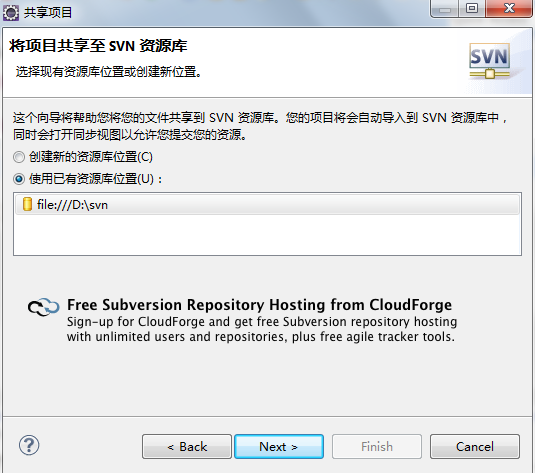 共享项目
将项目共享至 SVN 资源库
选择现有资源库位置或创建新位置。
SVN
这个向导将帮助您将您的文件共享到 SVN 资源库。您的项目将会自动导入到 SVN 资源库中，
同时会打开同步视图以允许您提交您的资源。
创建新的资源库位置(C)
使用已有资源库位置(U)：
file:///D:\svn
Free Subversion Repository Hosting from CloudForge
Sign-up for CloudForge and get free Subversion repository hosting
with unlimited users and repositories, plus free agile tracker tools.
?
< Back
Next >
Finish
Cancel